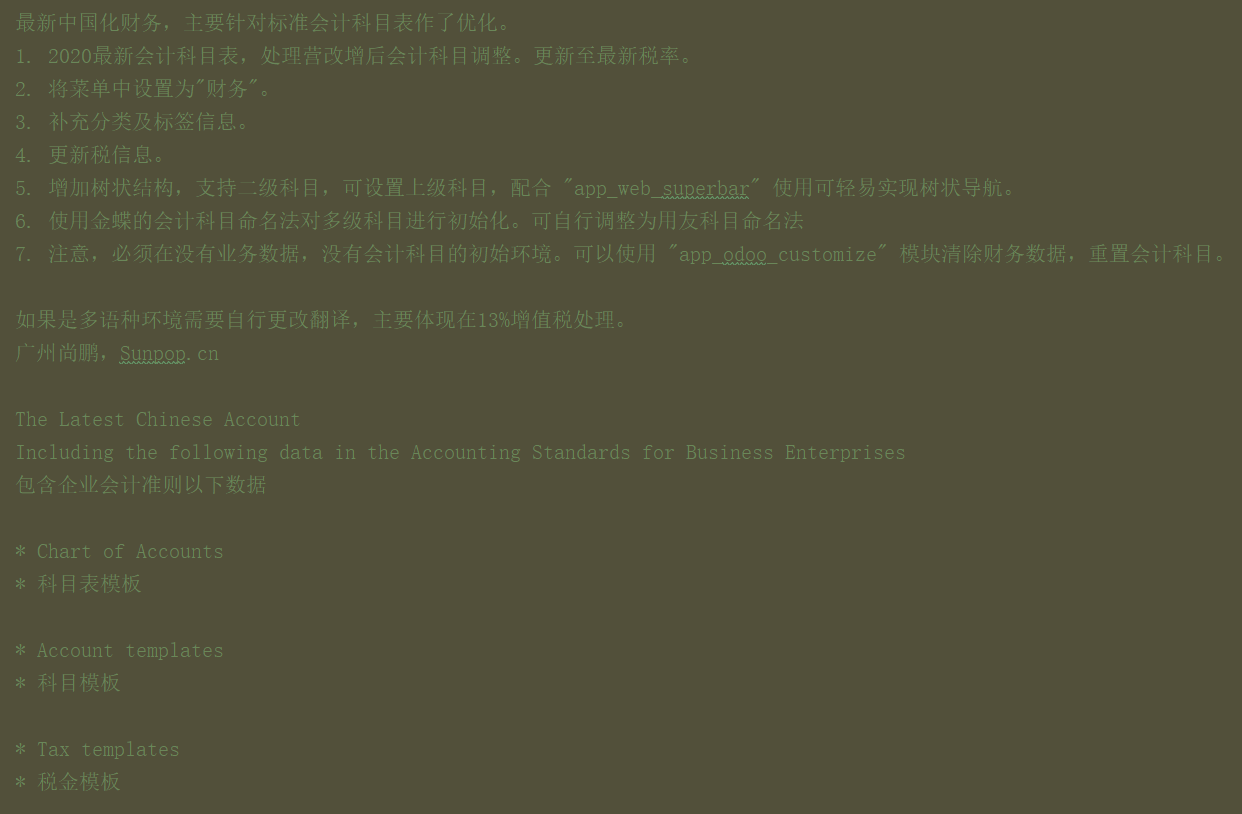 最新中国化财务，主要针对标准会计科目表作了优化。
1. 2020最新会计科目表，处理营改增后会计科目调整。更新至最新税率。
2. 将菜单中设置为"财务"。
3. 补充分类及标签信息。
4. 更新税信息。
5. 增加树状结构，支持二级科目，可设置上级科目，配合 "app_web_superbar" 使用可轻易实现树状导航。
6. 使用金蝶的会计科目命名法对多级科目进行初始化。可自行调整为用友科目命名法
7. 注意，必须在没有业务数据，没有会计科目的初始环境。可以使用 "app_odoo_customize" 模块清除财务数据，重置会计科目。
如果是多语种环境需要自行更改翻译，主要体现在13%增值税处理。
广州尚鹏，Sunpop.cn
The Latest Chinese Account
Including the following data in the Accounting Standards for Business Enterprises
包含企业会计准则以下数据
* Chart of Accounts
* 科目表模板
* Account templates
* 科目模板
* Tax templates
* 税金模板